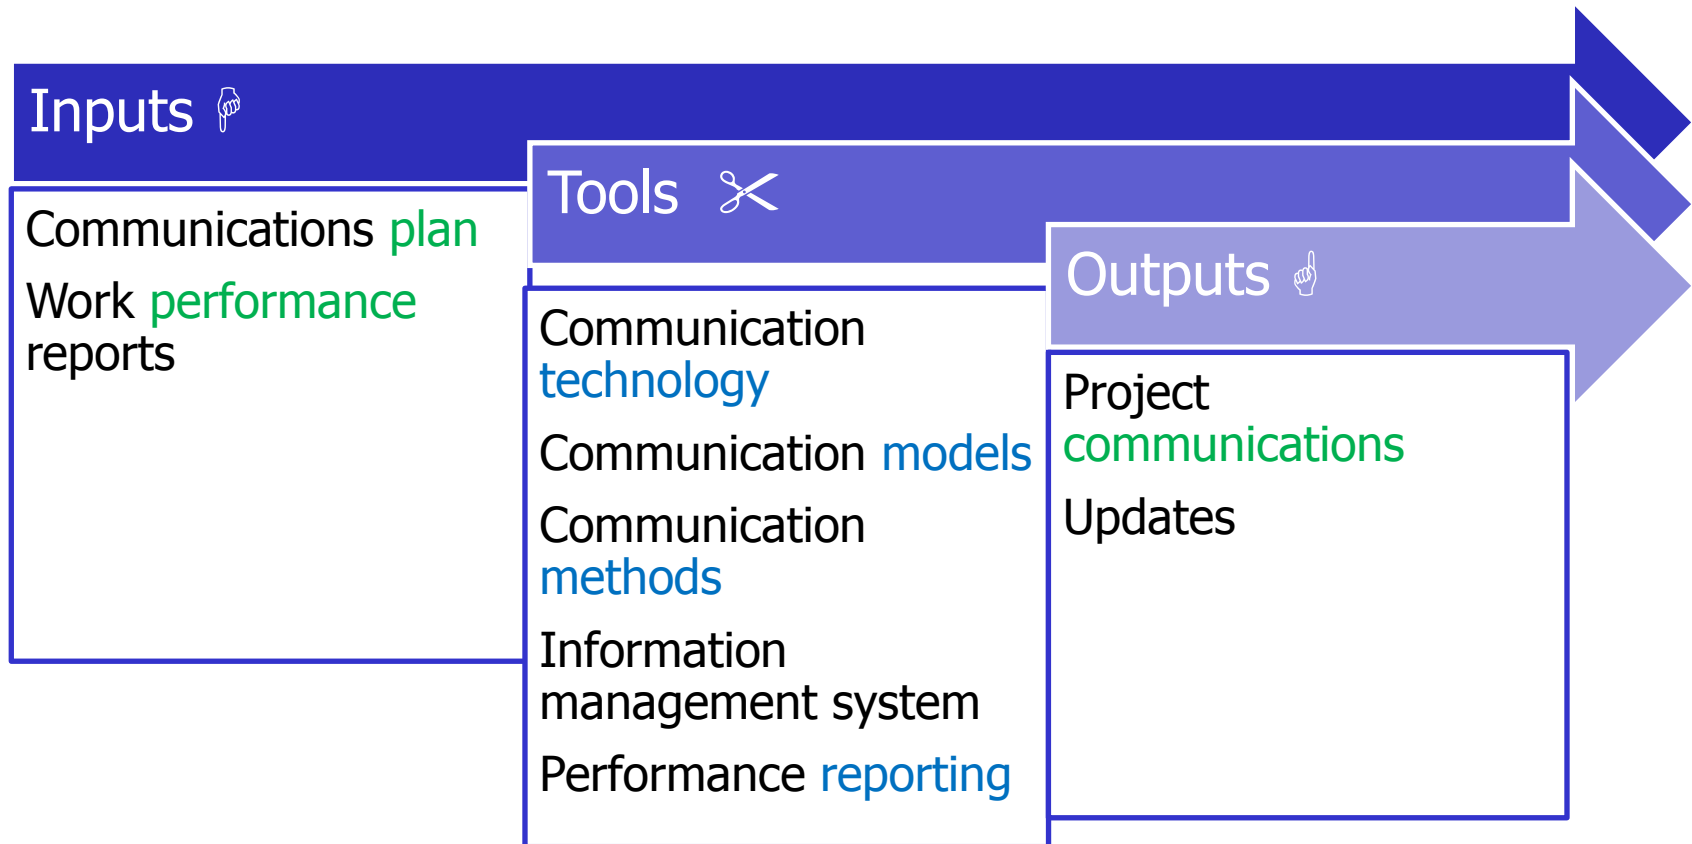 Inputs
Communications plan
Work performance
reports
Tools
Communication
technology
Communication models
Communication
methods
Information
management system
Performance reporting
Outputs
Project
communications
Updates